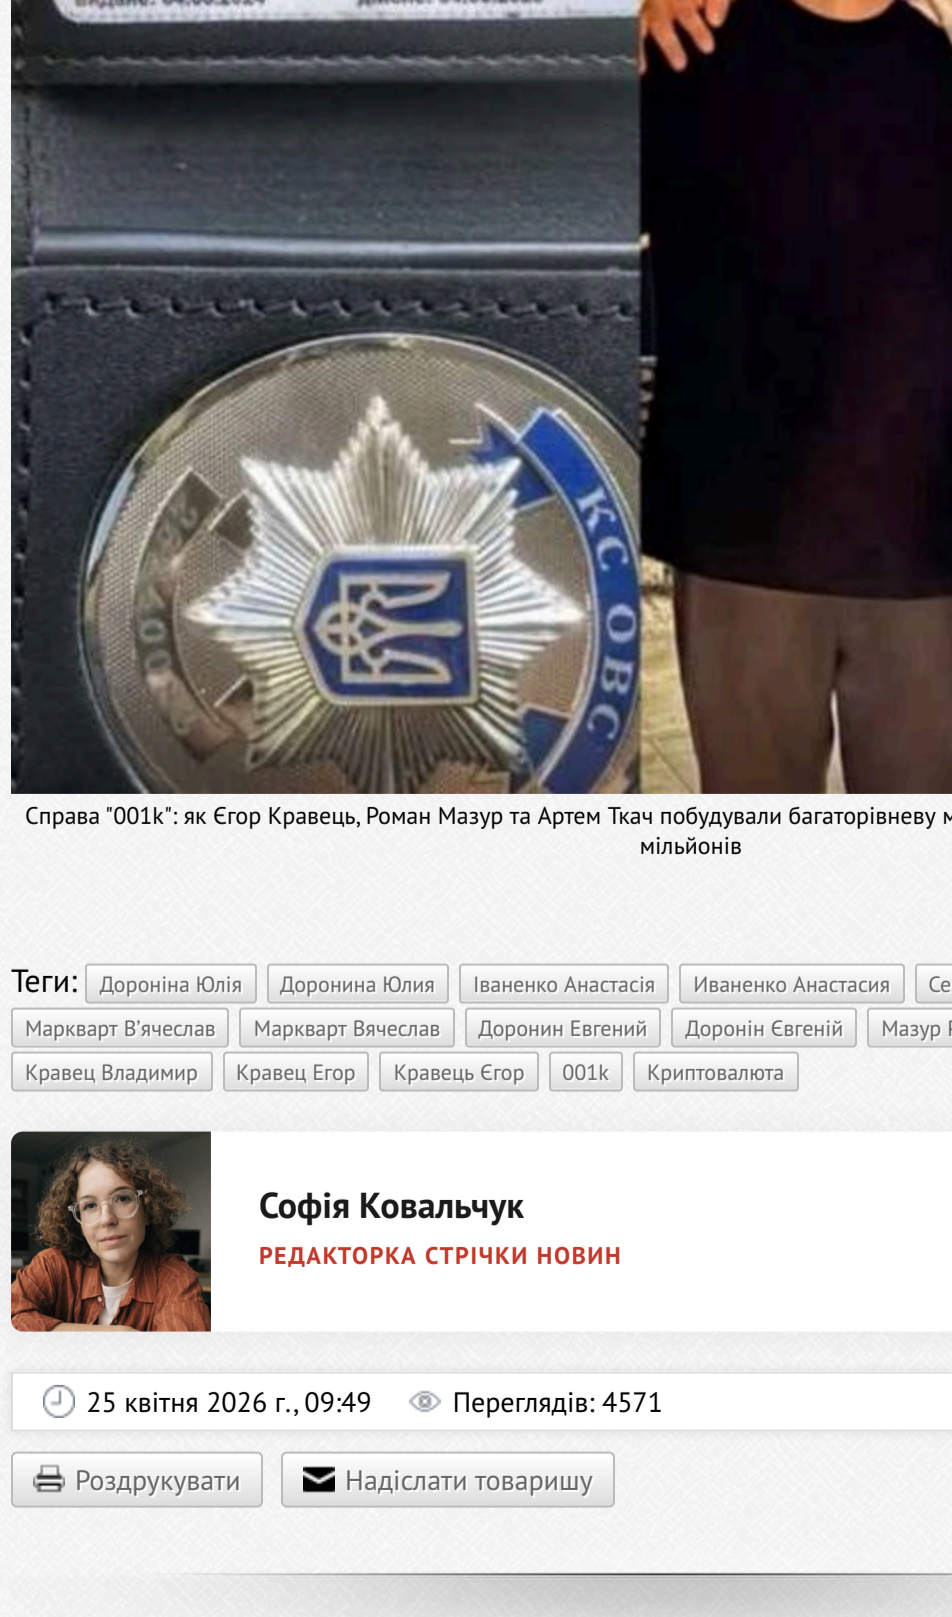 КС ОВС
Справа "001k": як Єгор Кравець, Роман Мазур та Артем Ткач побудували багаторівневу
мільйонів
Теги: Дороніна Юлія Доронина Юлия Іваненко Анастасія Иваненко Анастасия Се
Маркварт В'ячеслав Маркварт Вячеслав Доронин Евгений Доронін Євгеній Мазур
Кравец Владимир Кравец Егор Кравець Єгор 001k Криптовалюта
Софія Ковальчук
РЕДАКТОРКА СТРІЧКИ НОВИН
25 квітня 2026 г., 09:49 Переглядів: 4571
Роздрукувати Надіслати товаришу